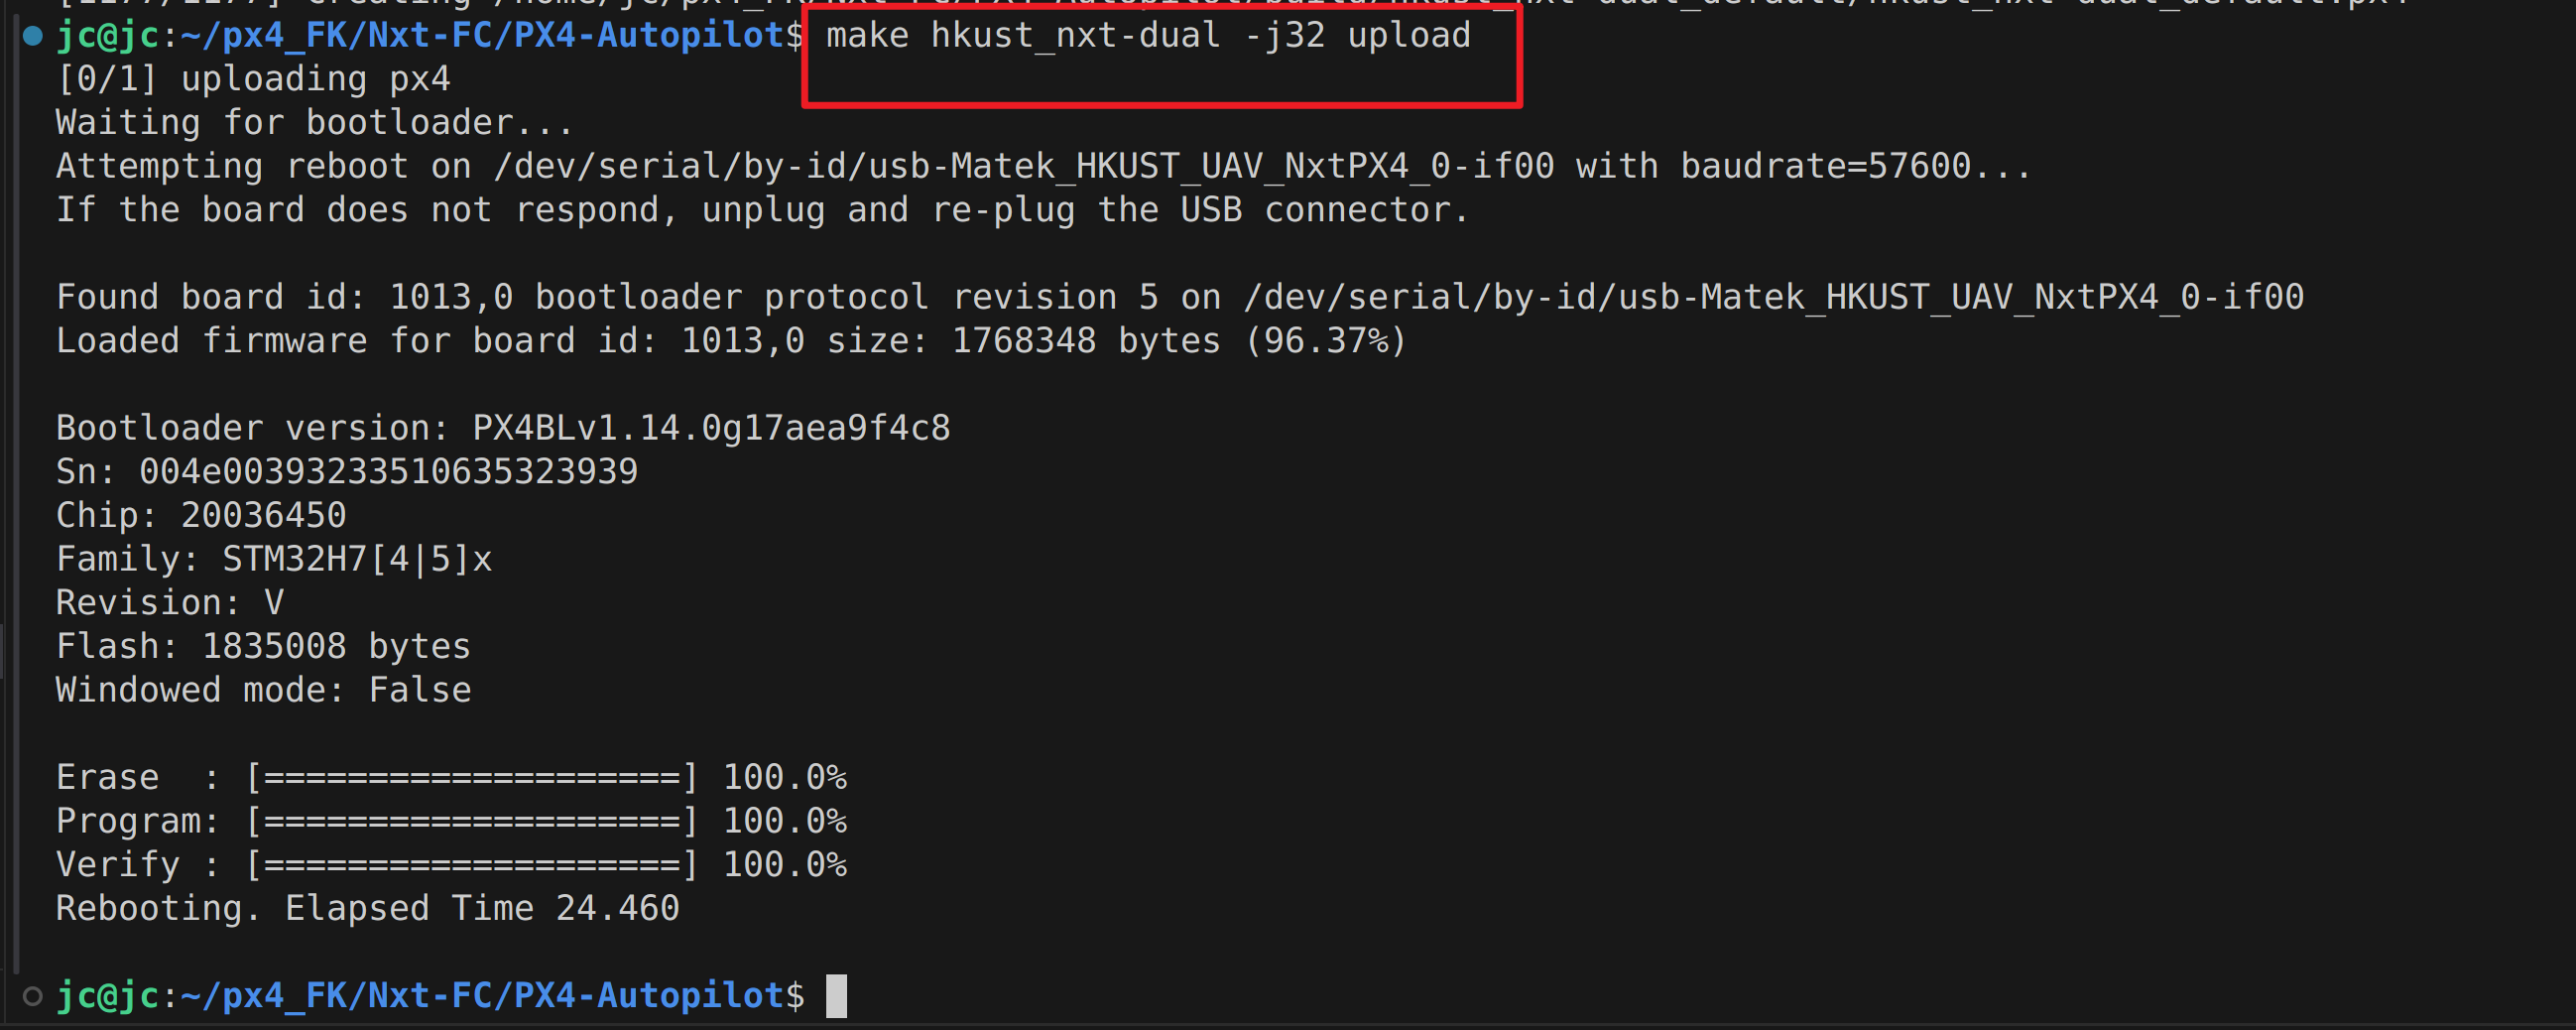 jc@jc:~/px4_FK/Nxt-FC/PX4-Autopilot$ make hkust_nxt-dual -j32 upload
[0/1] uploading px4
Waiting for bootloader...
Attempting reboot on /dev/serial/by-id/usb-Matek_HKUST_UAV_NxtPX4_0-if00 with baudrate=57600...
If the board does not respond, unplug and re-plug the USB connector.
Found board id: 1013,0 bootloader protocol revision 5 on /dev/serial/by-id/usb-Matek_HKUST_UAV_NxtPX4_0-if00
Loaded firmware for board id: 1013,0 size: 1768348 bytes (96.37%)
Bootloader version: PX4BLv1.14.0g17aea9f4c8
Sn: 004e00393233510635323939
Chip: 20036450
Family: STM32H7[4|5]x
Revision: V
Flash: 1835008 bytes
Windowed mode: False
Erase  : [====================] 100.0%
Program: [====================] 100.0%
Verify : [====================] 100.0%
Rebooting. Elapsed Time 24.460
jc@jc:~/px4_FK/Nxt-FC/PX4-Autopilot$